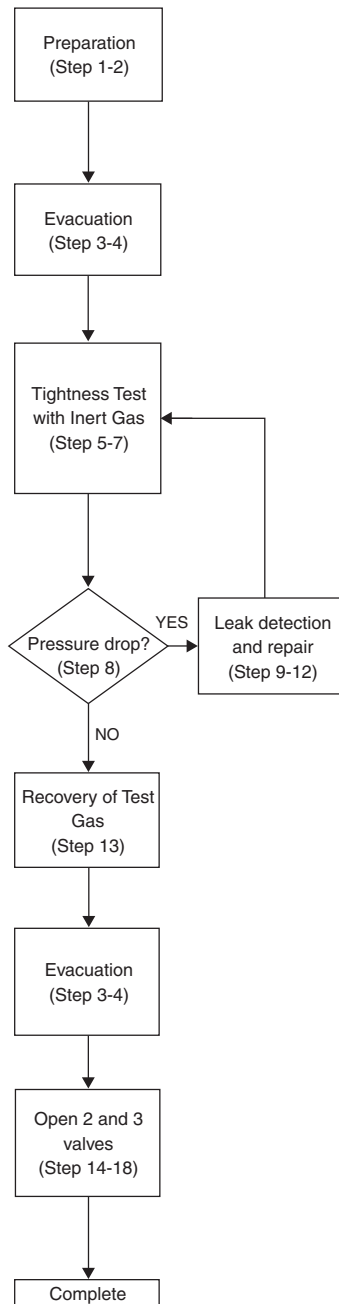 Preparation
(Step 1-2)
Evacuation
(Step 3-4)
Tightness Test
with Inert Gas
(Step 5-7)
Pressure drop?
(Step 8)
YES
Leak detection
and repair
(Step 9-12)
NO
Recovery of Test
Gas
(Step 13)
Evacuation
(Step 3-4)
Open 2 and 3
valves
(Step 14-18)
Complete